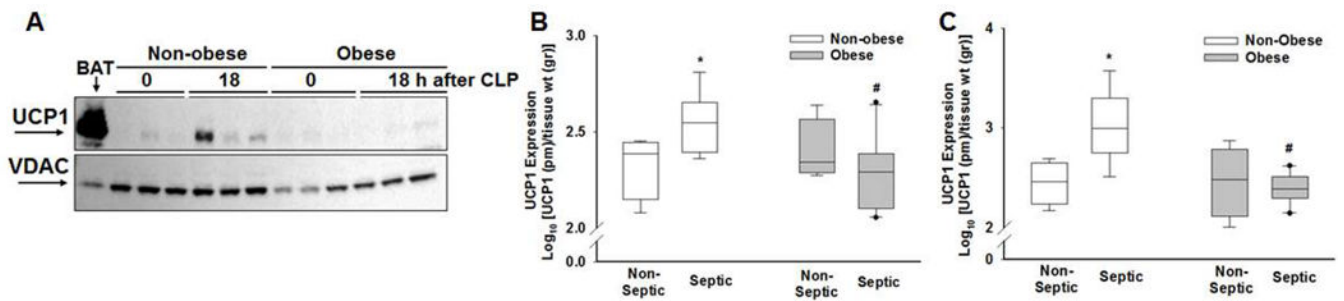 A
Non-obese Obese
BAT
0 18 0 18 h after CLP
UCP1
VDAC
B
UCP1 Expression
Log10 [UCP1 (pm)/tissue wt (gr)]
3.0
2.5
2.0
0.0
Non-obese
Obese
*
#
Non-
Septic
Septic
Non-
Septic
Septic
C
UCP1 Expression
Log10 [UCP1 (pm)/tissue wt (gr)]
4
3
2
0
Non-Obese
Obese
*
#
Non-
Septic
Septic
Non-
Septic
Septic